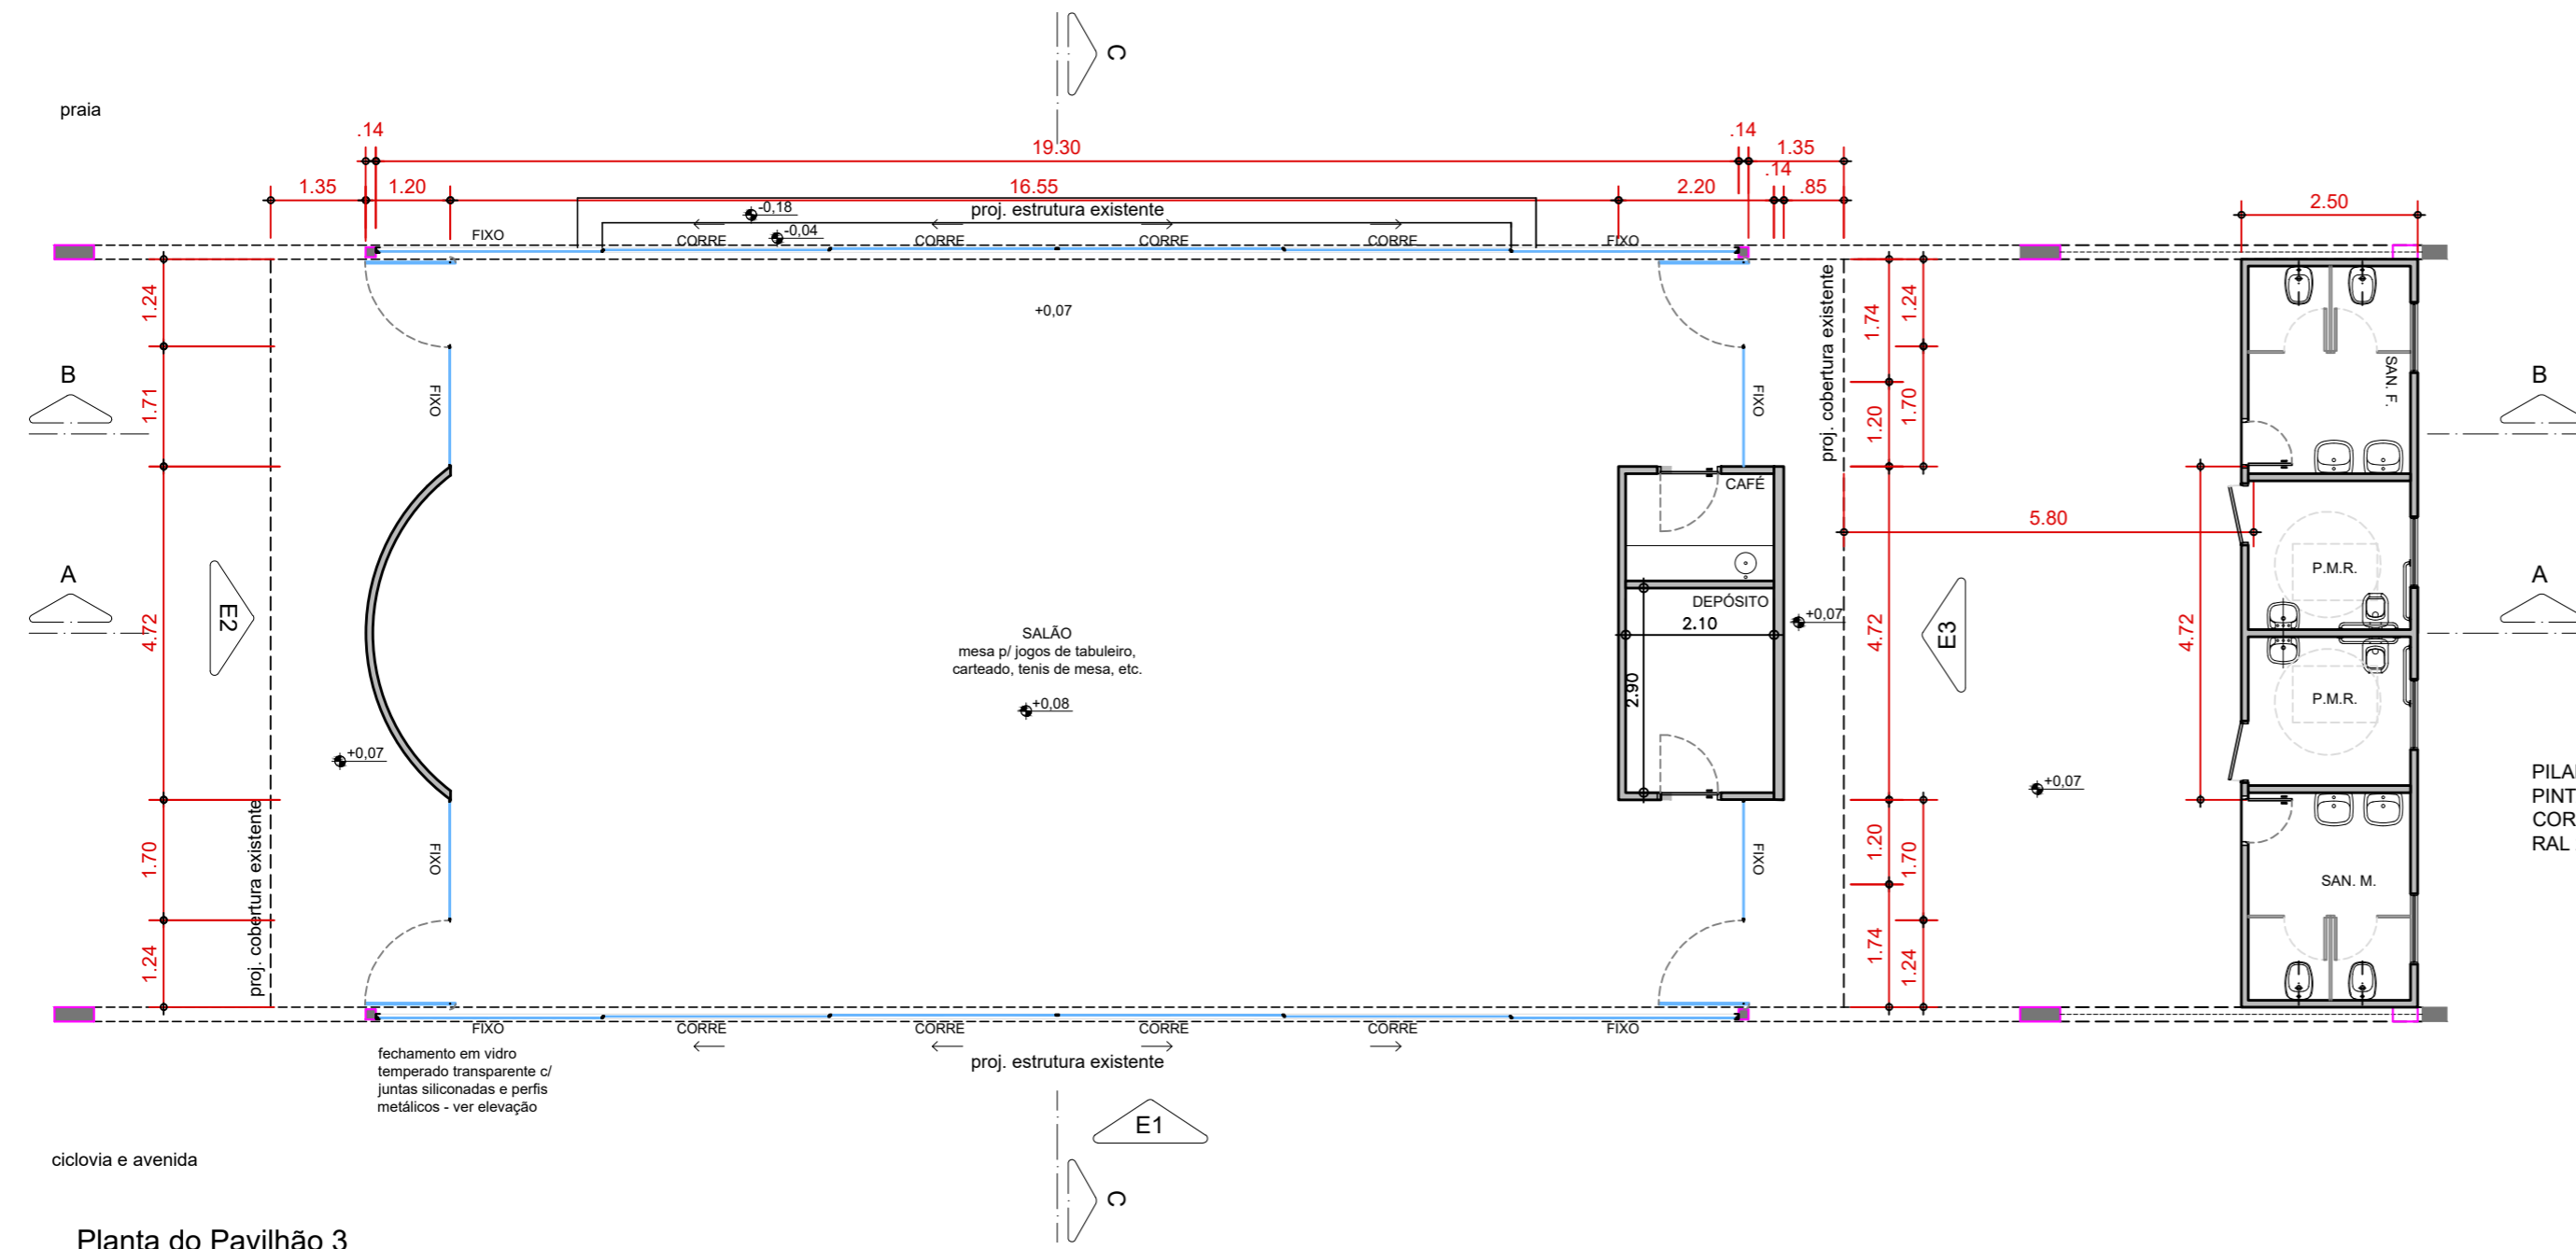 C
praia
.14
19.30
.14
1.35
1.35
1.20
16.55
2.20
.14
.85
2.50
-0,18
proj. estrutura existente
FIXO
-0,04
CORRE
CORRE
CORRE
CORRE
FIXO
+0,07
1.24
1.71
4.72
1.70
1.24
B
A
E2
proj. cobertura existente
FIXO
FIXO
+0,07
SALÃO
mesa p/ jogos de tabuleiro,
carteado, tenis de mesa, etc.
+0,08
CAFÉ
DEPÓSITO
2.10
2.90
FIXO
FIXO
+0,07
proj. cobertura existente
1.74
1.20
4.72
1.20
1.74
1.24
1.70
1.70
1.24
5.80
E3
4.72
+0,07
SAN. F.
P.M.R.
P.M.R.
SAN. M.
B
A
PINT
COR
RAL
FIXO
CORRE
CORRE
CORRE
CORRE
FIXO
proj. estrutura existente
fechamento em vidro
temperado transparente c/
juntas siliconadas e perfis
metálicos - ver elevação
E1
C
ciclovia e avenida
Planta do Pavilhão 3